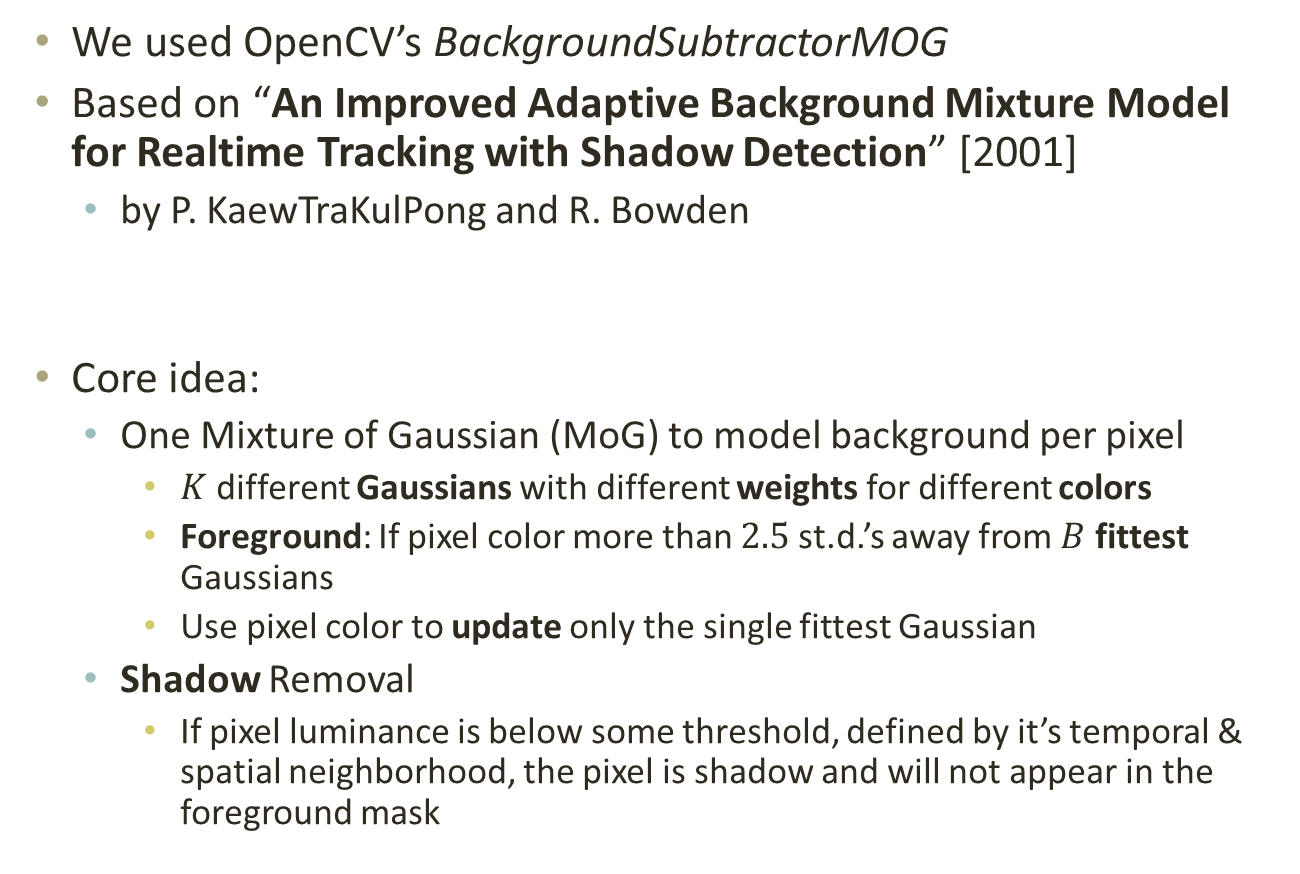 • We used OpenCV’s BackgroundSubtractorMOG
• Based on “An Improved Adaptive Background Mixture Model
for Realtime Tracking with Shadow Detection” [2001]
• by P. KaewTraKulPong and R. Bowden
• Core idea:
• One Mixture of Gaussian (MoG) to model background per pixel
• K different Gaussians with different weights for different colors
• Foreground: If pixel color more than 2.5 st.d.’s away from B fittest
Gaussians
• Use pixel color to update only the single fittest Gaussian
• Shadow Removal
• If pixel luminance is below some threshold, defined by it’s temporal &
spatial neighborhood, the pixel is shadow and will not appear in the
foreground mask